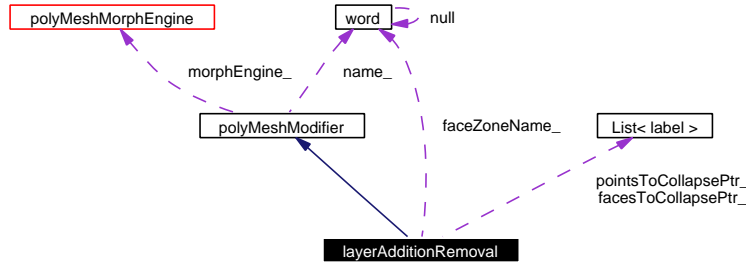 polyMeshMorphEngine
word
null
morphEngine_
name_
polyMeshModifier
faceZoneName_
List< label >
pointsToCollapsePtr_
facesToCollapsePtr_
layerAdditionRemoval